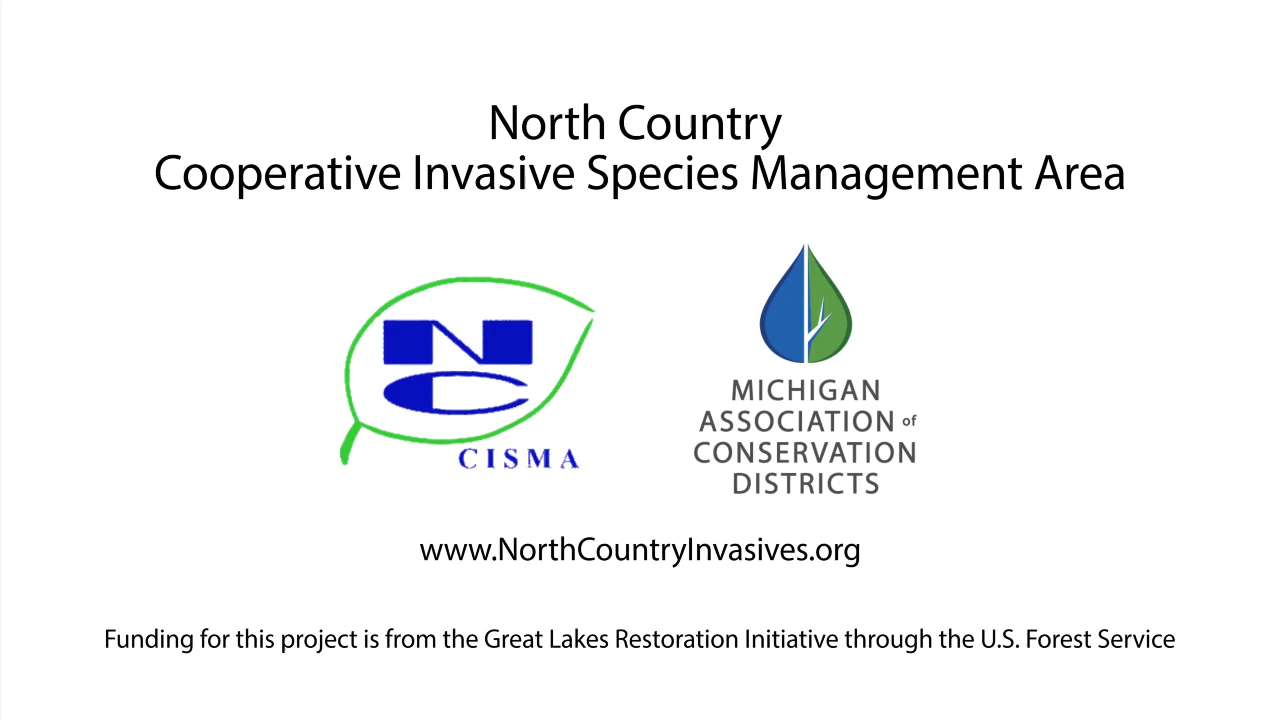 North Country
Cooperative Invasive Species Management Area
NC
CISMA
MICHIGAN
ASSOCIATION of
CONSERVATION
DISTRICTS
www.NorthCountryInvasives.org
Funding for this project is from the Great Lakes Restoration Initiative through the U.S. Forest Service